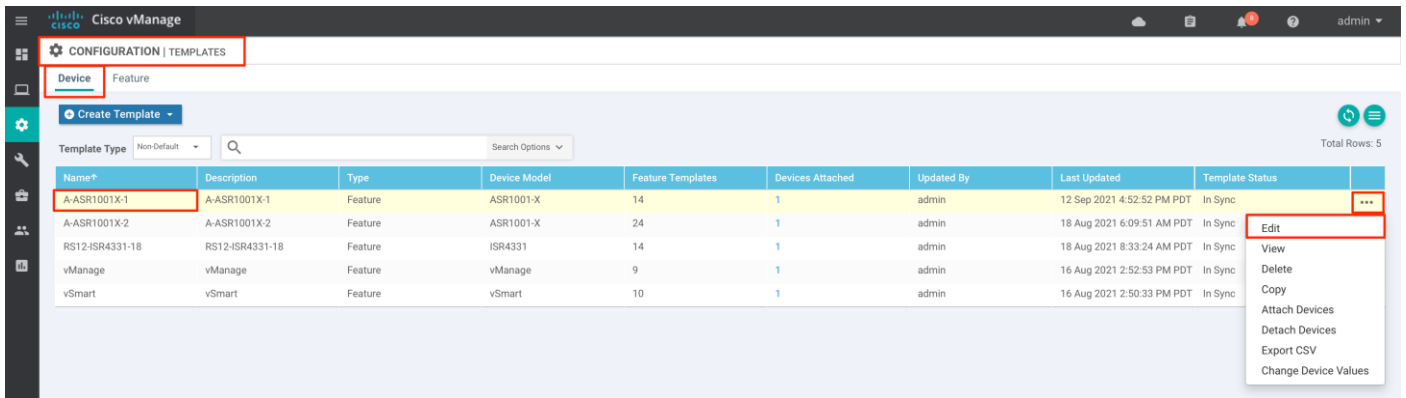 CISCO Cisco vManage 8 admin
CONFIGURATION | TEMPLATES
Device Feature
Create Template
Template Type Non-Default Search Options Total Rows: 5
Name↑ Description Type Device Model Feature Templates Devices Attached Updated By Last Updated Template Status
A-ASR1001X-1 A-ASR1001X-1 Feature ASR1001-X 14 1 admin 12 Sep 2021 4:52:52 PM PDT In Sync ...
A-ASR1001X-2 A-ASR1001X-2 Feature ASR1001-X 24 1 admin 18 Aug 2021 6:09:51 AM PDT In Sync
RS12-ISR4331-18 RS12-ISR4331-18 Feature ISR4331 14 1 admin 18 Aug 2021 8:33:24 AM PDT In Sync
vManage vManage Feature vManage 9 1 admin 16 Aug 2021 2:52:53 PM PDT In Sync
vSmart vSmart Feature vSmart 10 1 admin 16 Aug 2021 2:50:33 PM PDT In Sync
Edit
View
Delete
Copy
Attach Devices
Detach Devices
Export CSV
Change Device Values